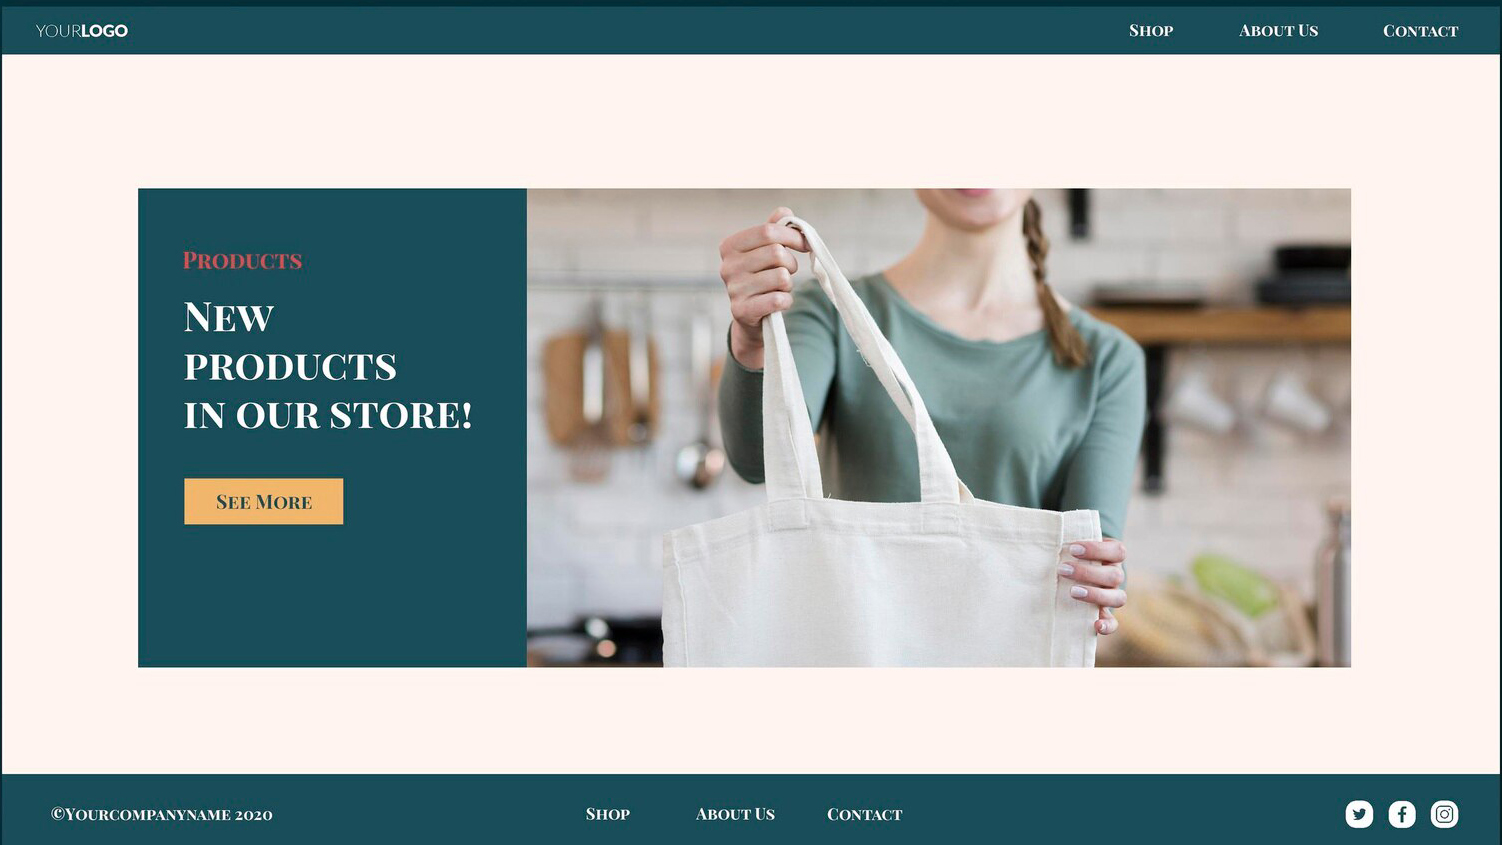 YOURLOGO
Shop About Us Contact
Products
New
products
in our store!
See More
©Yourcompanyname 2020
Shop About Us Contact